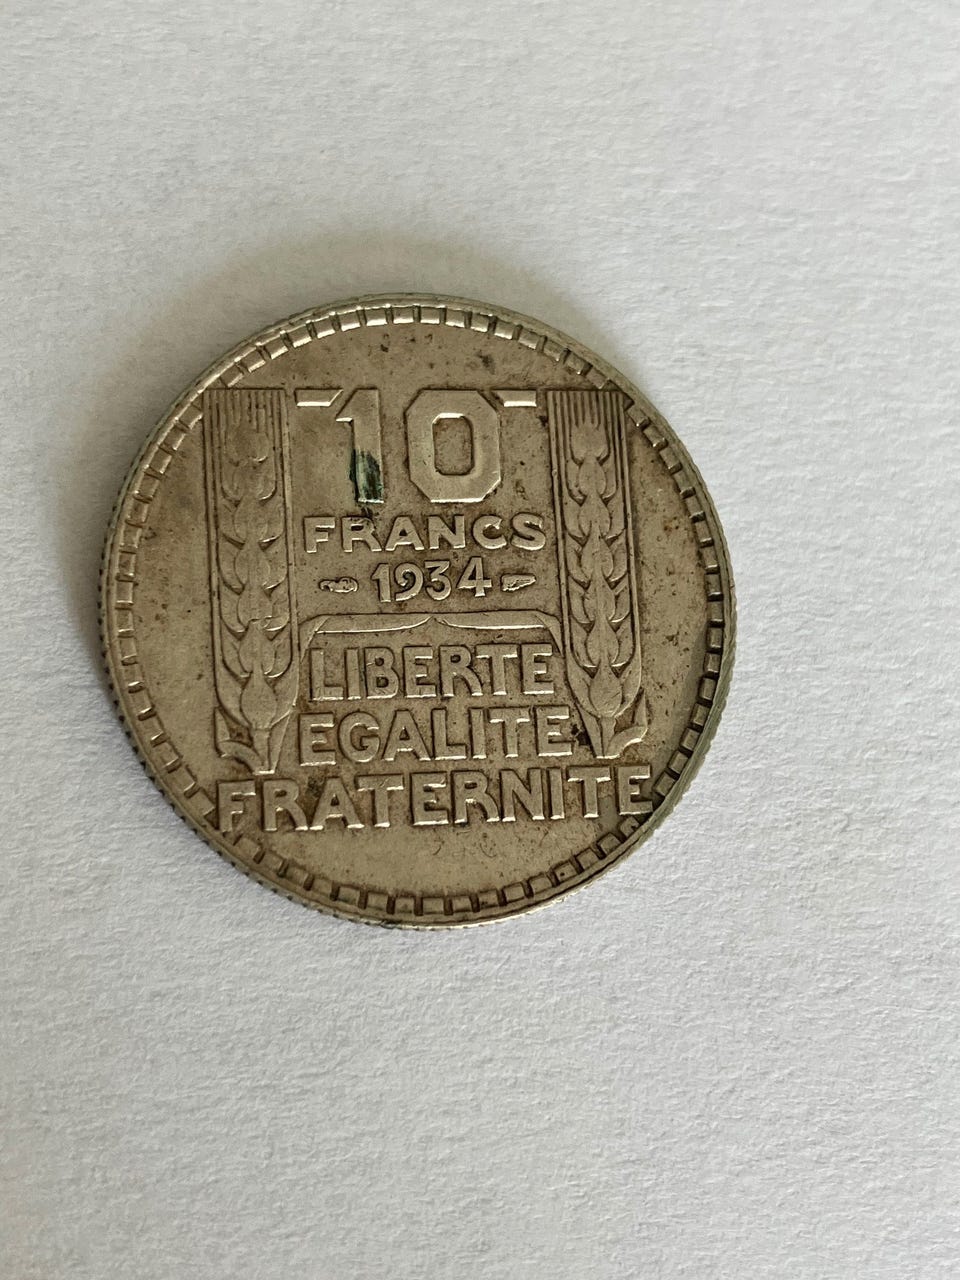 10
FRANCS
1934
LIBERTE
EGALITE
FRATERNITE